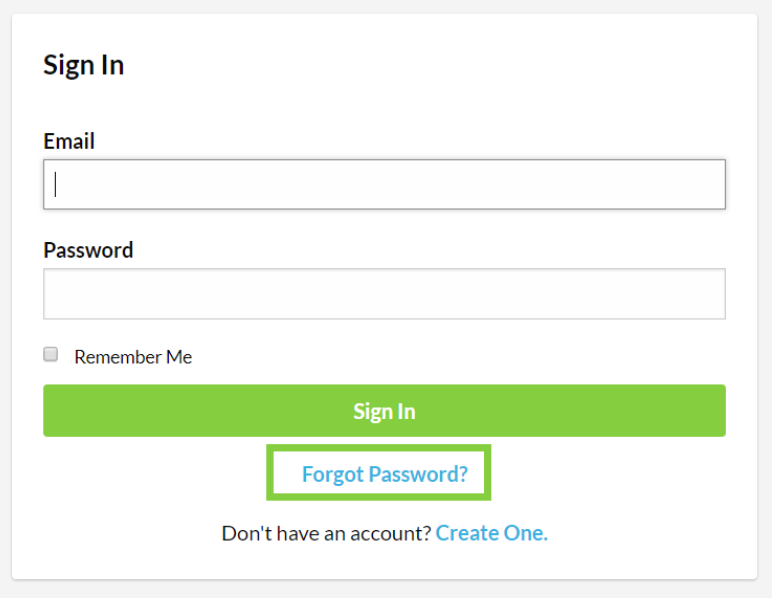 Sign In
Email
Password
Remember Me
Sign In
Forgot Password?
Don't have an account? Create One.